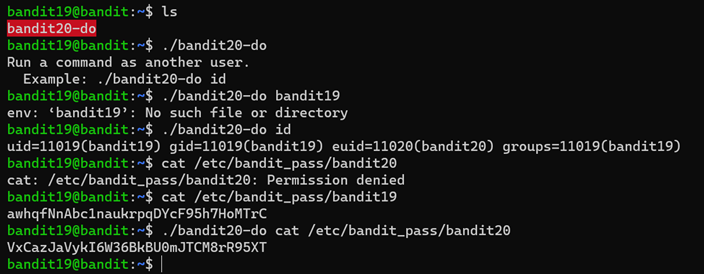 bandit19@bandit:~$ ls
bandit20-do
bandit19@bandit:~$ ./bandit20-do
Run a command as another user.
  Example: ./bandit20-do id
bandit19@bandit:~$ ./bandit20-do bandit19
env: ‘bandit19’: No such file or directory
bandit19@bandit:~$ ./bandit20-do id
uid=11019(bandit19) gid=11019(bandit19) euid=11020(bandit20) groups=11019(bandit19)
bandit19@bandit:~$ cat /etc/bandit_pass/bandit20
cat: /etc/bandit_pass/bandit20: Permission denied
bandit19@bandit:~$ cat /etc/bandit_pass/bandit19
awhqfNnAbc1naukrpqDYcF95h7HoMTrC
bandit19@bandit:~$ ./bandit20-do cat /etc/bandit_pass/bandit20
VxCazJaVykI6W36BkBU0mJTCM8rR95XT
bandit19@bandit:~$